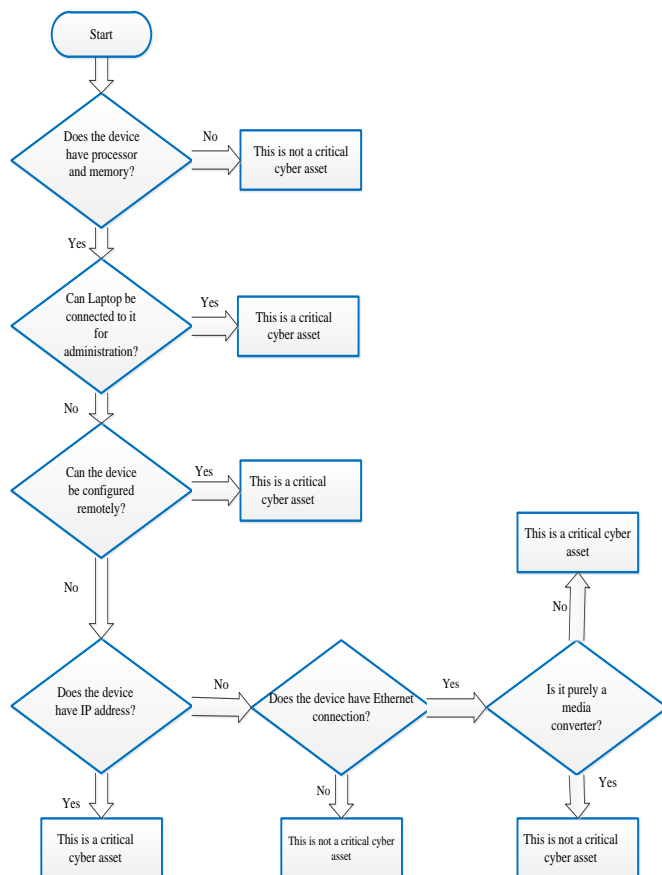 Start
Does the device
have processor
and memory?
No
This is not a critical
cyber asset
Yes
Can Laptop be
connected to it
for
administration?
Yes
This is a critical
cyber asset
No
Can the device
be configured
remotely?
Yes
This is a critical
cyber asset
No
This is a critical cyber
asset
No
Does the device
have IP address?
No
Does the device have Ethernet
connection?
Yes
Is it purely a
media
converter?
Yes
This is a critical
cyber asset
No
This is not a critical cyber
asset
Yes
This is not a critical
cyber asset